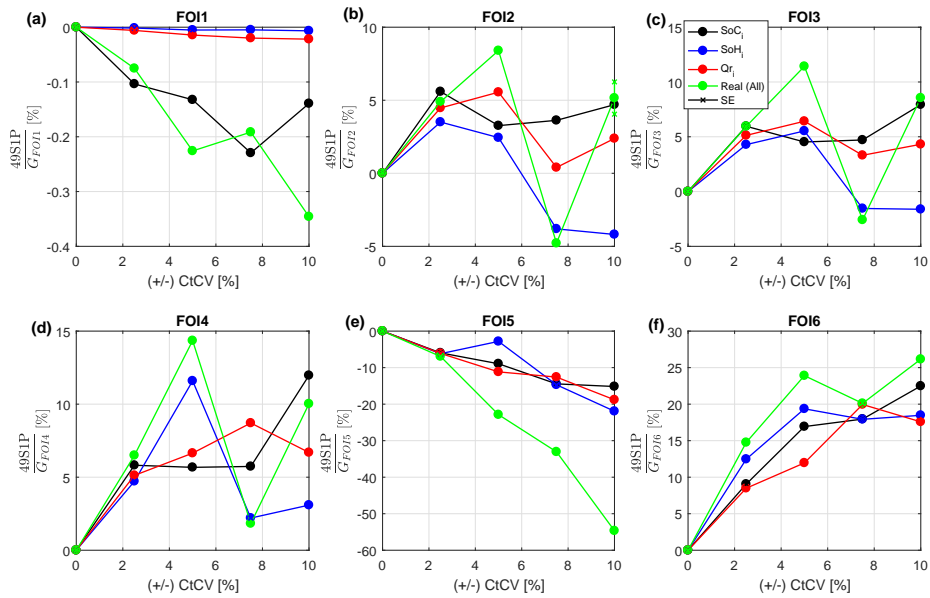 (a) FOI1
0
-0.1
-0.2
-0.3
-0.4
49S1P / G_FOI1 [%]
0 2 4 6 8 10
(+/-) CtCV [%]
(b) FOI2
10
5
0
-5
49S1P / G_FOI2 [%]
0 2 4 6 8 10
(+/-) CtCV [%]
(c) FOI3
15
10
5
0
-5
49S1P / G_FOI3 [%]
0 2 4 6 8 10
(+/-) CtCV [%]
SoC_i
SoH_i
Qr_i
Real (All)
SE
(d) FOI4
15
10
5
0
49S1P / G_FOI4 [%]
0 2 4 6 8 10
(+/-) CtCV [%]
(e) FOI5
0
-10
-20
-30
-40
-50
-60
49S1P / G_FOI5 [%]
0 2 4 6 8 10
(+/-) CtCV [%]
(f) FOI6
30
25
20
15
10
5
0
49S1P / G_FOI6 [%]
0 2 4 6 8 10
(+/-) CtCV [%]